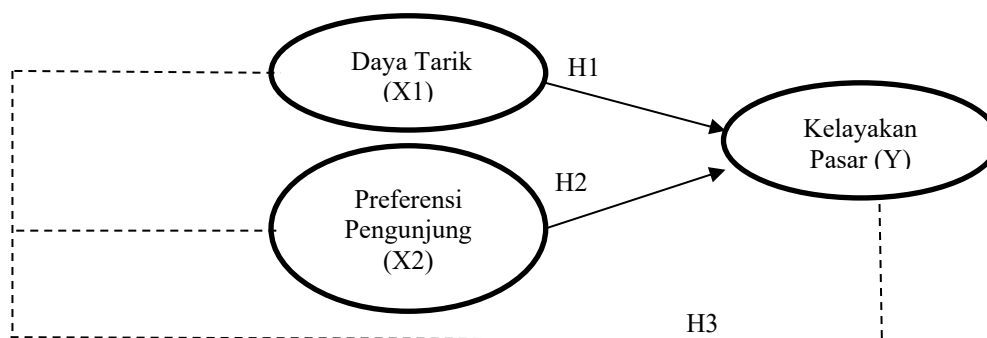 Daya Tarik
(X1)
H1
Kelayakan
Pasar (Y)
H2
Preferensi
Pengunjung
(X2)
H3